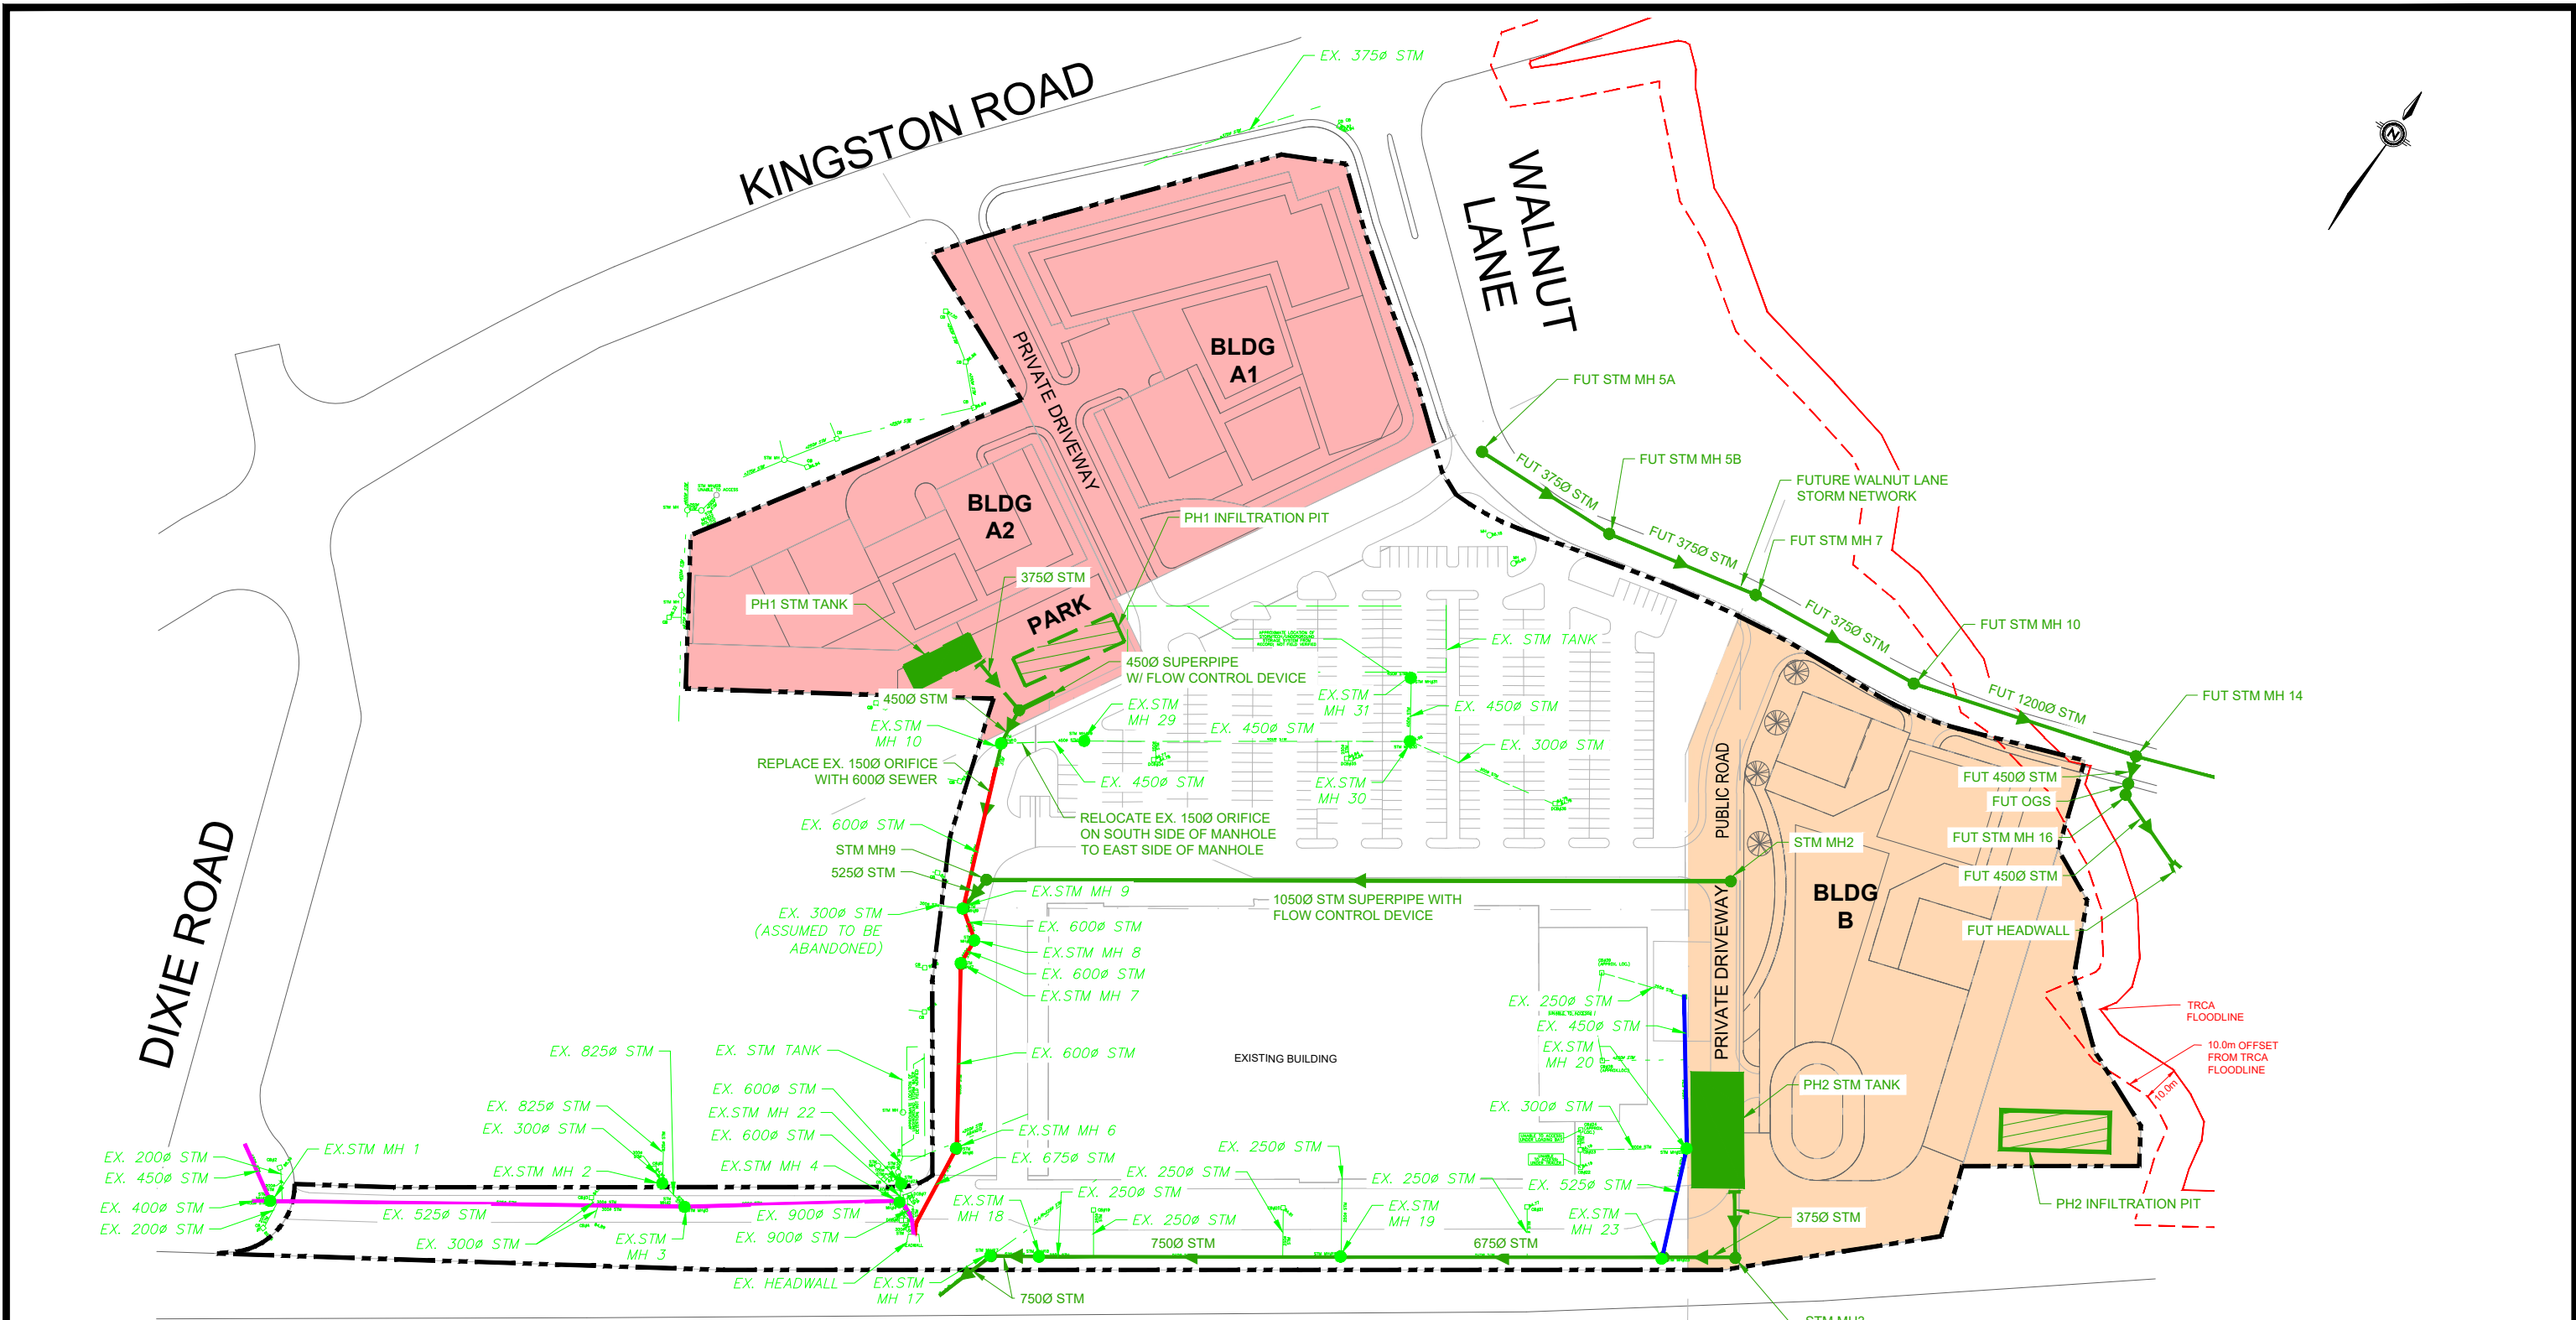 EX. 375ø STM
KINGSTON ROAD
WALNUT
LANE
N
BLDG
A1
PRIVATE DRIVEWAY
FUT STM MH 5A
FUT 375Ø STM
FUT STM MH 5B
FUTURE WALNUT LANE
STORM NETWORK
FUT 375Ø STM
FUT STM MH 7
BLDG
A2
PH1 INFILTRATION PIT
375Ø STM
PH1 STM TANK
PARK
FUT 375Ø STM
FUT STM MH 10
EX. STM TANK
450Ø SUPERPIPE
W/ FLOW CONTROL DEVICE
450Ø STM
EX.STM
MH 31
EX. 450ø STM
FUT 1200Ø STM
FUT STM MH 14
EX.STM
MH 29
EX. 450ø STM
EX.STM
MH 10
EX. 300ø STM
REPLACE EX. 150Ø ORIFICE
WITH 600Ø SEWER
EX. 450ø STM
EX.STM
MH 30
PUBLIC ROAD
FUT 450Ø STM
FUT OGS
RELOCATE EX. 150Ø ORIFICE
ON SOUTH SIDE OF MANHOLE
TO EAST SIDE OF MANHOLE
EX. 600ø STM
FUT STM MH 16
STM MH9
STM MH2
525Ø STM
FUT 450Ø STM
EX.STM MH 9
BLDG
B
1050Ø STM SUPERPIPE WITH
FLOW CONTROL DEVICE
EX. 300ø STM
(ASSUMED TO BE
ABANDONED)
EX. 600ø STM
FUT HEADWALL
EX.STM MH 8
EX. 600ø STM
EX.STM MH 7
PRIVATE DRIVEWAY
DIXIE ROAD
EX. 250ø STM
TRCA
FLOODLINE
EX. 450ø STM
EX. 825ø STM
EX. STM TANK
EX. 600ø STM
EXISTING BUILDING
EX.STM
MH 20
10.0m OFFSET
FROM TRCA
FLOODLINE
10.0m
PH2 STM TANK
EX. 600ø STM
EX. 825ø STM
EX.STM MH 22
EX. 300ø STM
EX. 300ø STM
EX. 600ø STM
EX.STM MH 6
EX.STM MH 1
EX. 200ø STM
EX. 250ø STM
EX. 675ø STM
EX.STM MH 4
EX.STM MH 2
EX. 450ø STM
EX. 250ø STM
EX. 250ø STM
EX. 525ø STM
EX. 250ø STM
PH2 INFILTRATION PIT
EX. 400ø STM
EX. 525ø STM
EX. 900ø STM
EX.STM
MH 18
EX. 250ø STM
EX.STM
MH 19
EX.STM
MH 23
375Ø STM
EX. 200ø STM
EX. 300ø STM
EX.STM
MH 3
EX. 900ø STM
750Ø STM
675Ø STM
EX. HEADWALL
EX.STM
MH 17
750Ø STM